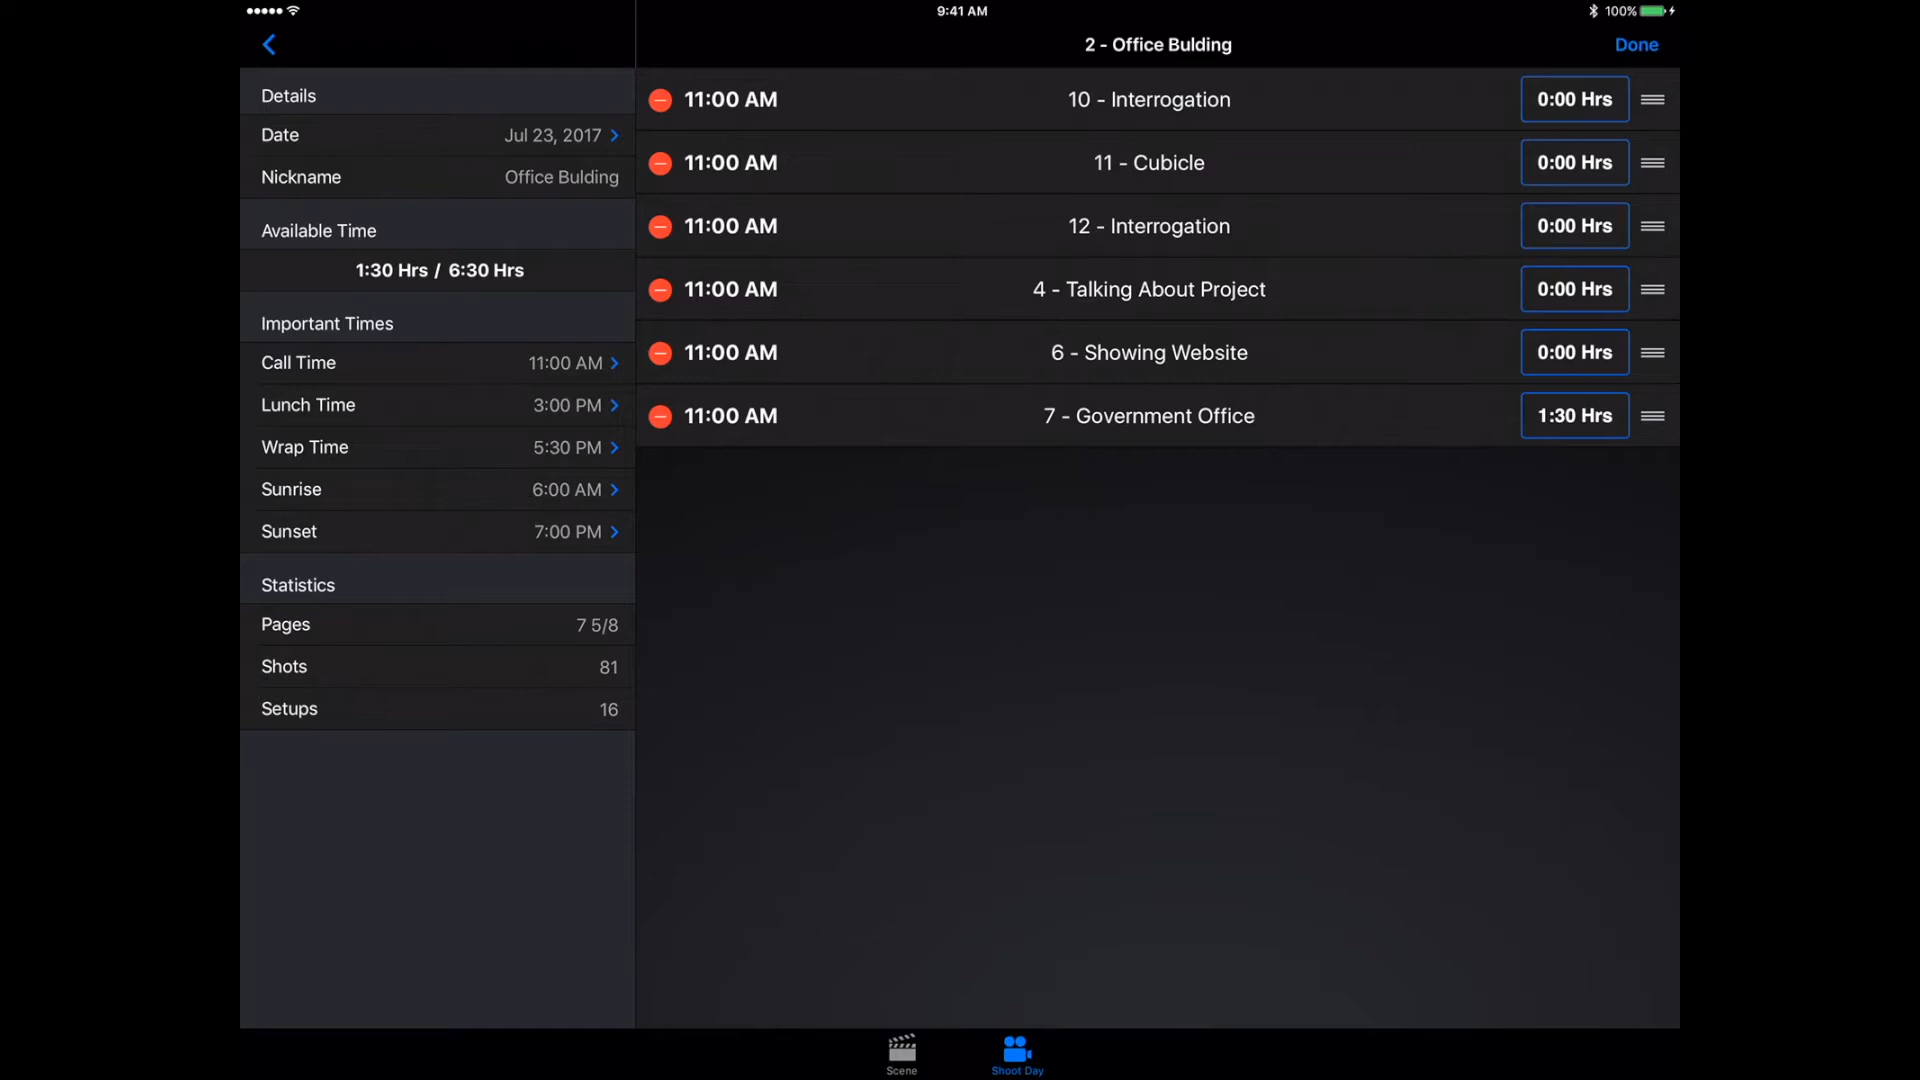 9:41 AM
100%
2 - Office Bulding
Done
Details
Date Jul 23, 2017
Nickname Office Bulding
Available Time
1:30 Hrs / 6:30 Hrs
Important Times
Call Time 11:00 AM
Lunch Time 3:00 PM
Wrap Time 5:30 PM
Sunrise 6:00 AM
Sunset 7:00 PM
Statistics
Pages 7 5/8
Shots 81
Setups 16
11:00 AM 10 - Interrogation 0:00 Hrs
11:00 AM 11 - Cubicle 0:00 Hrs
11:00 AM 12 - Interrogation 0:00 Hrs
11:00 AM 4 - Talking About Project 0:00 Hrs
11:00 AM 6 - Showing Website 0:00 Hrs
11:00 AM 7 - Government Office 1:30 Hrs
Scene
Shoot Day